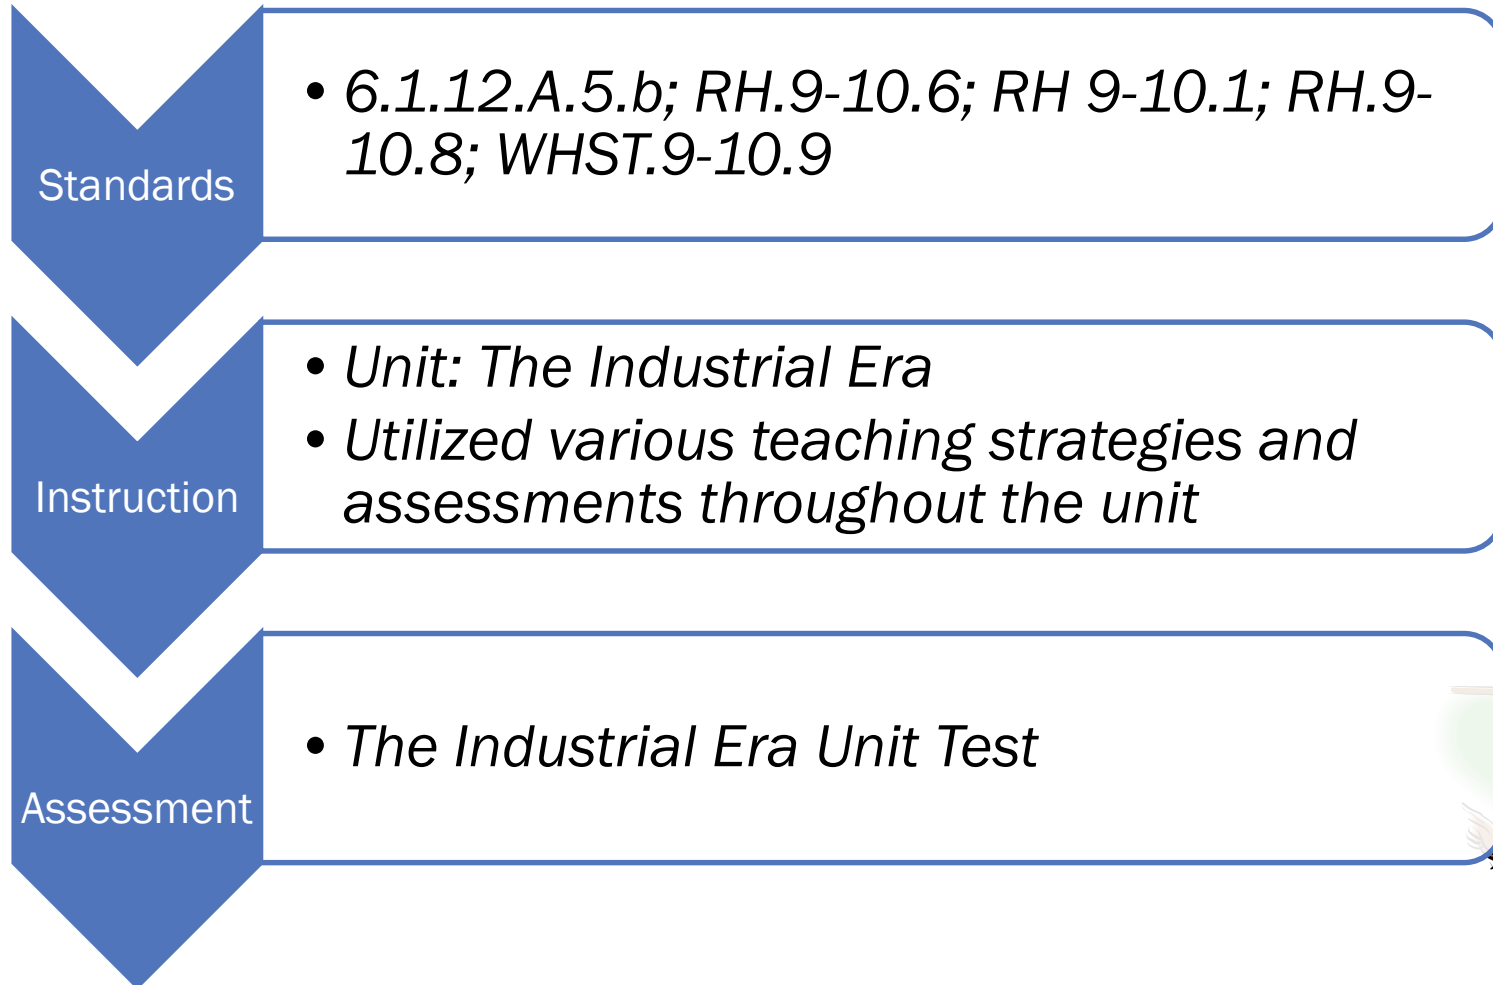 Standards
• 6.1.12.A.5.b; RH.9-10.6; RH 9-10.1; RH.9-
10.8; WHST.9-10.9
Instruction
• Unit: The Industrial Era
• Utilized various teaching strategies and
assessments throughout the unit
Assessment
• The Industrial Era Unit Test